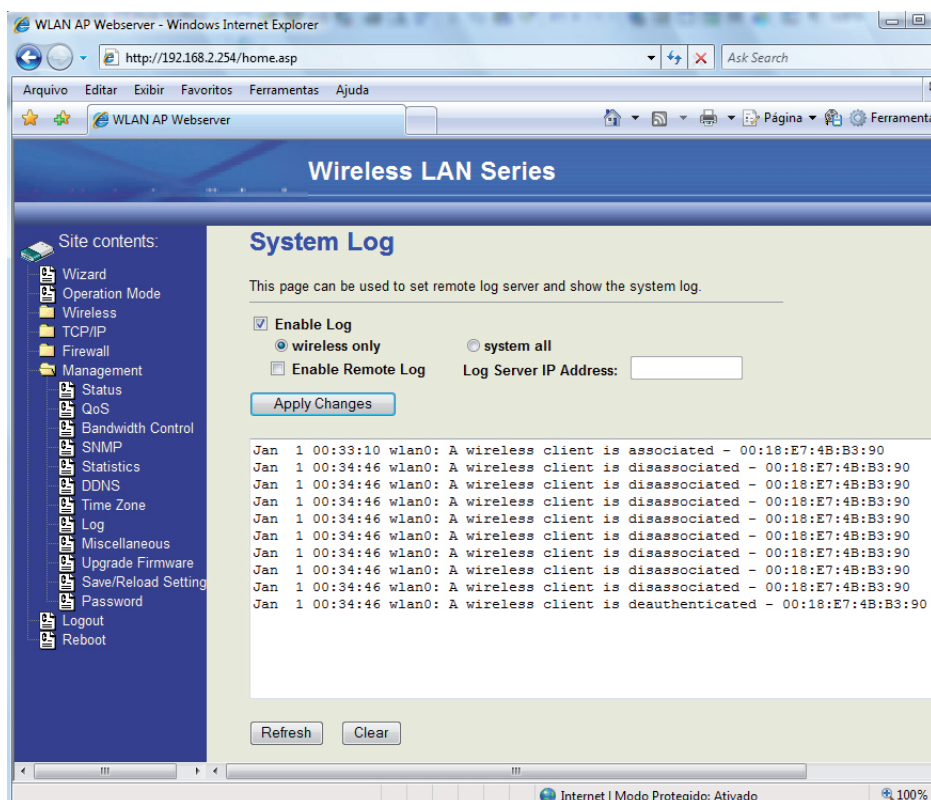 WLAN AP Webserver - Windows Internet Explorer
http://192.168.2.254/home.asp
Ask Search
Arquivo Editar Exibir Favoritos Ferramentas Ajuda
WLAN AP Webserver
Página Ferramenta
Wireless LAN Series
Site contents:
Wizard
Operation Mode
Wireless
TCP/IP
Firewall
Management
Status
QoS
Bandwidth Control
SNMP
Statistics
DDNS
Time Zone
Log
Miscellaneous
Upgrade Firmware
Save/Reload Setting
Password
Logout
Reboot
System Log
This page can be used to set remote log server and show the system log.
Enable Log
wireless only system all
Enable Remote Log Log Server IP Address:
Apply Changes
Jan 1 00:33:10 wlan0: A wireless client is associated - 00:18:E7:4B:B3:90
Jan 1 00:34:46 wlan0: A wireless client is disassociated - 00:18:E7:4B:B3:90
Jan 1 00:34:46 wlan0: A wireless client is disassociated - 00:18:E7:4B:B3:90
Jan 1 00:34:46 wlan0: A wireless client is disassociated - 00:18:E7:4B:B3:90
Jan 1 00:34:46 wlan0: A wireless client is disassociated - 00:18:E7:4B:B3:90
Jan 1 00:34:46 wlan0: A wireless client is disassociated - 00:18:E7:4B:B3:90
Jan 1 00:34:46 wlan0: A wireless client is disassociated - 00:18:E7:4B:B3:90
Jan 1 00:34:46 wlan0: A wireless client is disassociated - 00:18:E7:4B:B3:90
Jan 1 00:34:46 wlan0: A wireless client is disassociated - 00:18:E7:4B:B3:90
Jan 1 00:34:46 wlan0: A wireless client is deauthenticated - 00:18:E7:4B:B3:90
Refresh Clear
Internet | Modo Protegido: Ativado 100%